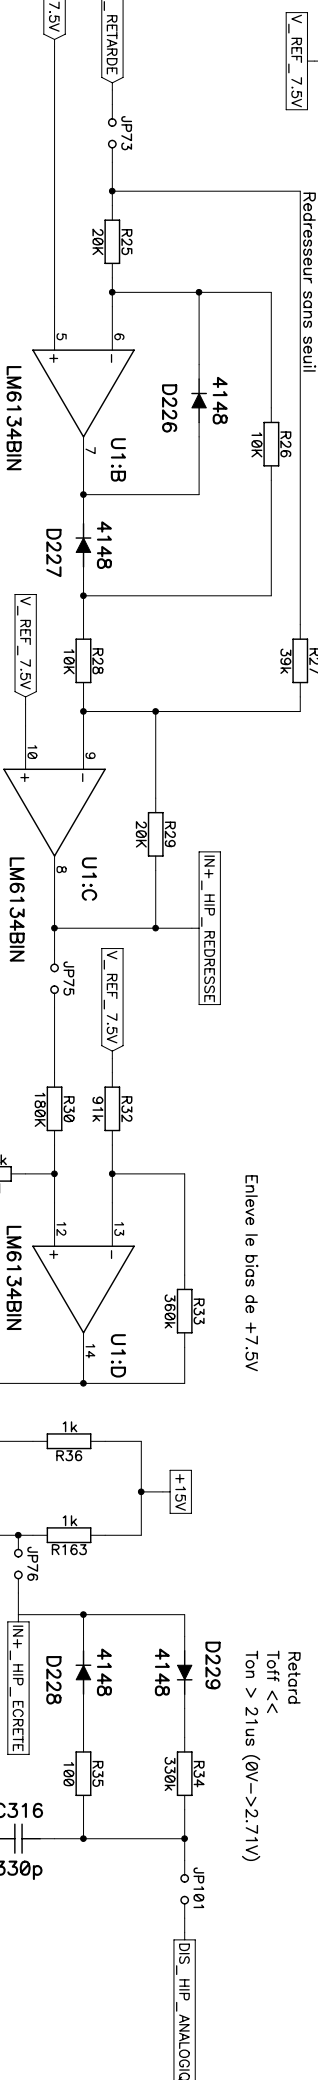 V_REF_7.5V
7.5V
_RETARDE
JP73
Redresseur sans seuil
R25
20K
6
5
+
-
U1:B
7
LM6134BIN
4148
D226
R26
10K
4148
D227
R27
39k
R28
10K
V_REF_7.5V
10
9
+
-
U1:C
8
LM6134BIN
R29
20K
IN+_HIP_REDRESSE
JP75
V_REF_7.5V
R30
180K
R32
91k
k
Enleve le bias de +7.5V
12
13
+
-
U1:D
14
LM6134BIN
R33
360k
1k
R36
+15V
1k
R163
JP76
IN+_HIP_ECRETE
Retard
Toff <<
Ton > 21us (0V->2.71V)
D229
4148
4148
D228
R34
330k
R35
100
C316
330p
JP101
DIS_HIP_ANALOGIQ